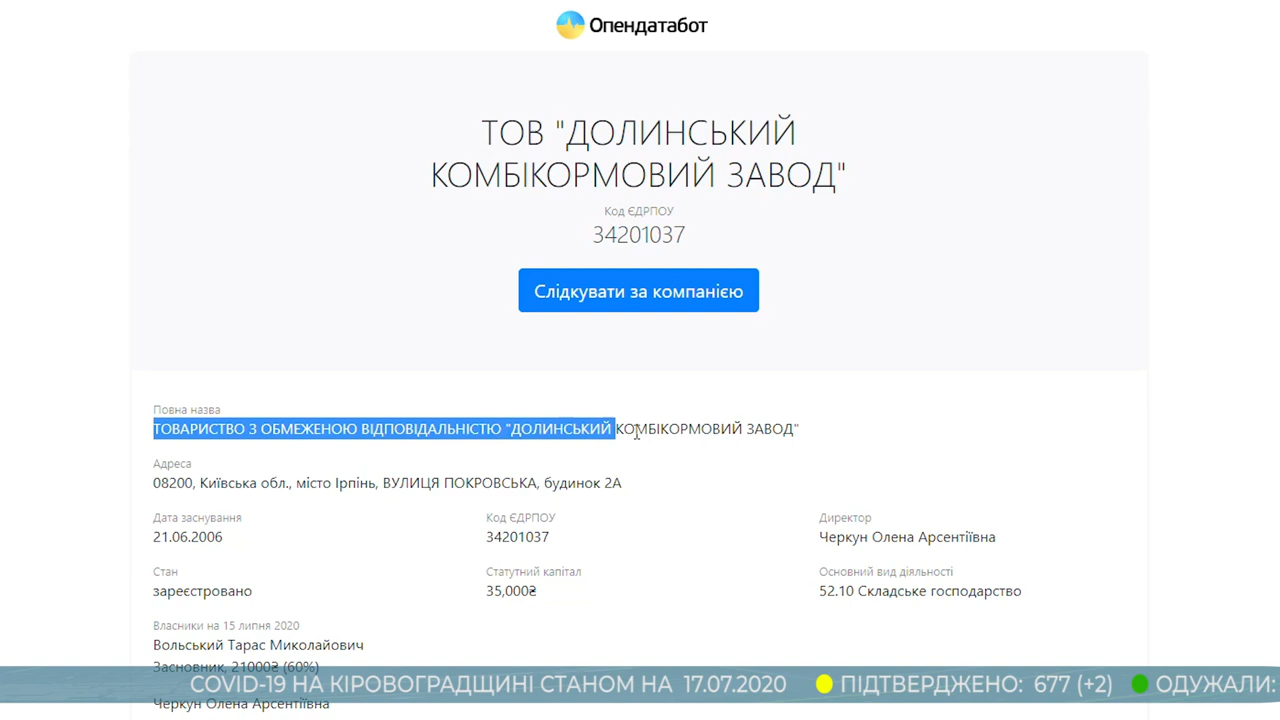 Опендатабот
ТОВ "ДОЛИНСЬКИЙ
КОМБІКОРМОВИЙ ЗАВОД"
Код ЄДРПОУ
34201037
Слідкувати за компанією
Повна назва
ТОВАРИСТВО З ОБМЕЖЕНОЮ ВІДПОВІДАЛЬНІСТЮ "ДОЛИНСЬКИЙ КОМБІКОРМОВИЙ ЗАВОД"
Адреса
08200, Київська обл., місто Ірпінь, ВУЛИЦЯ ПОКРОВСЬКА, будинок 2А
Дата заснування
21.06.2006
Код ЄДРПОУ
34201037
Директор
Черкун Олена Арсентіївна
Стан
зареєстровано
Статутний капітал
35,000₴
Основний вид діяльності
52.10 Складське господарство
Власники на 15 липня 2020
Вольський Тарас Миколайович
Засновник, 21000₴ (60%)
COVID-19 НА КІРОВОГРАДЩИНІ СТАНОМ НА 17.07.2020 ПІДТВЕРДЖЕНО: 677 (+2) ОДУЖАЛИ:
Черкун Олена Арсентіївна